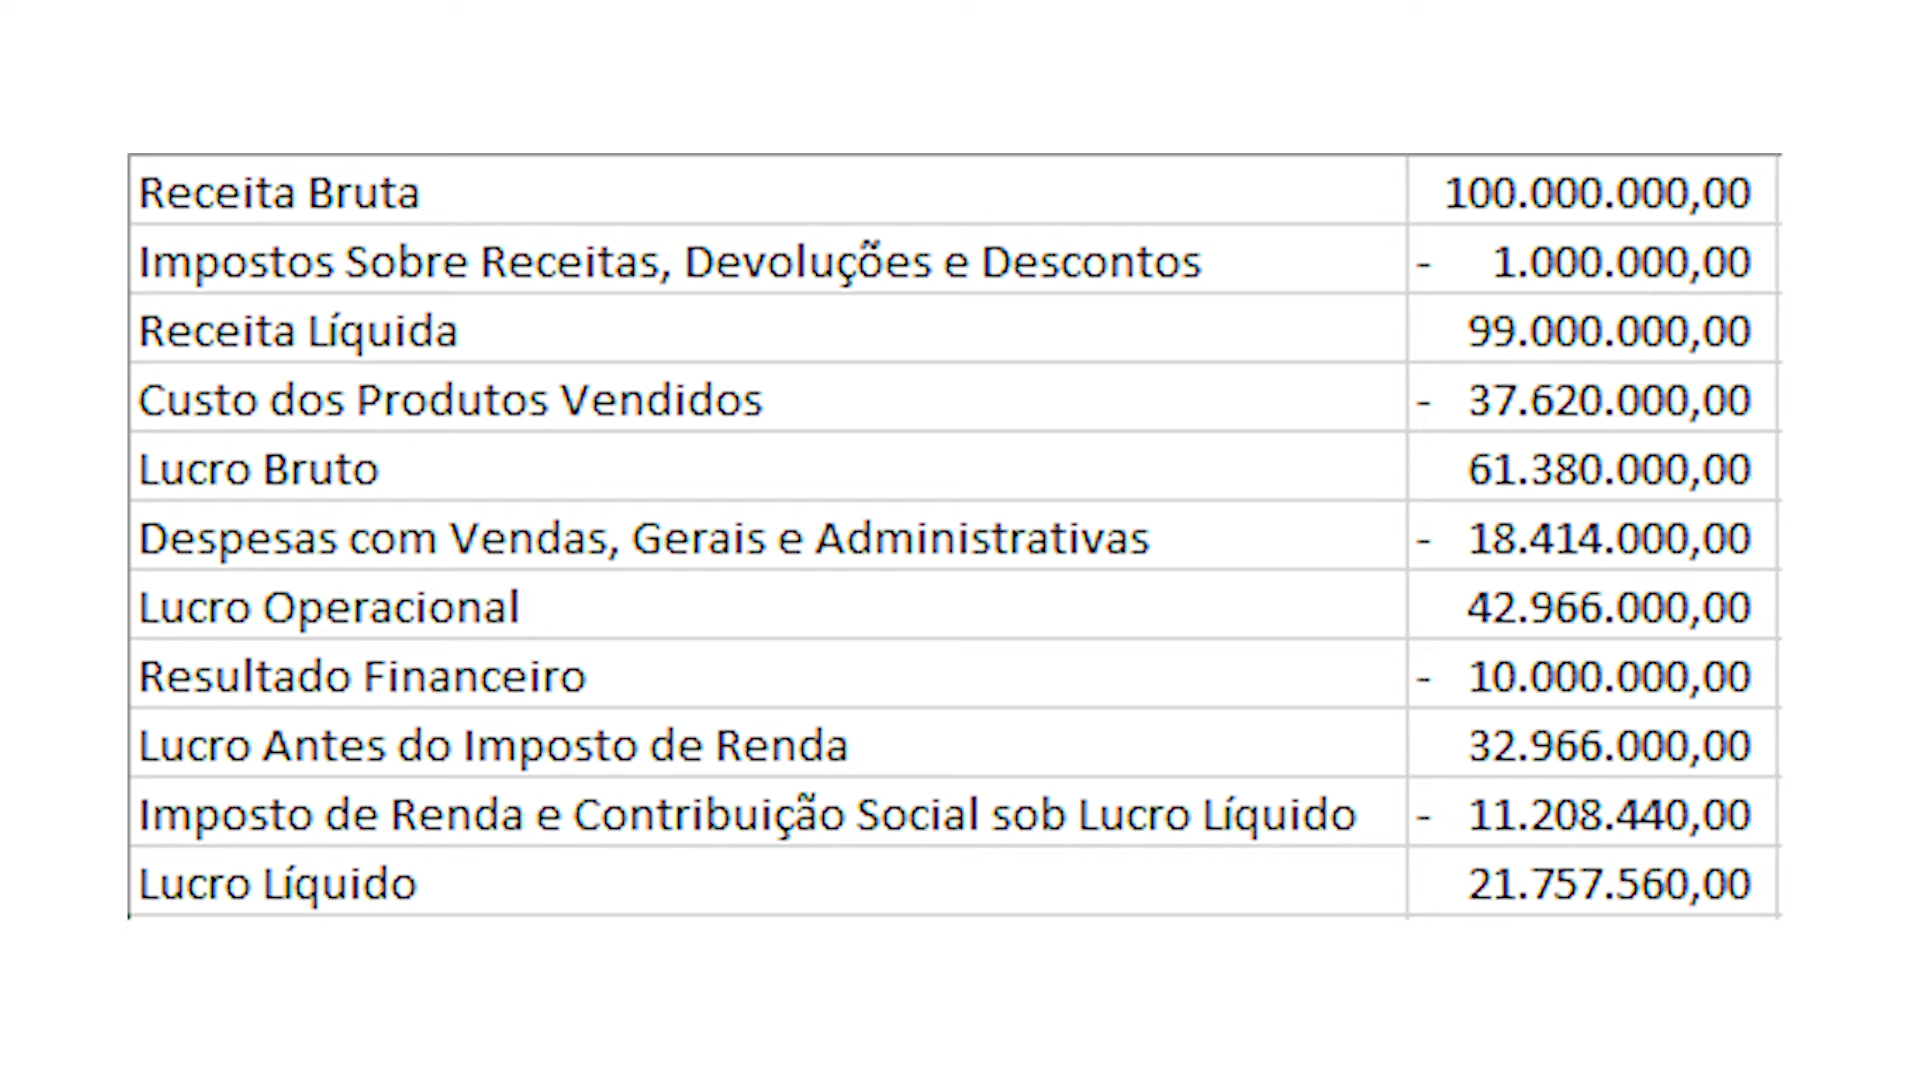 Receita Bruta 100.000.000,00
Impostos Sobre Receitas, Devoluções e Descontos - 1.000.000,00
Receita Líquida 99.000.000,00
Custo dos Produtos Vendidos - 37.620.000,00
Lucro Bruto 61.380.000,00
Despesas com Vendas, Gerais e Administrativas - 18.414.000,00
Lucro Operacional 42.966.000,00
Resultado Financeiro - 10.000.000,00
Lucro Antes do Imposto de Renda 32.966.000,00
Imposto de Renda e Contribuição Social sob Lucro Líquido - 11.208.440,00
Lucro Líquido 21.757.560,00